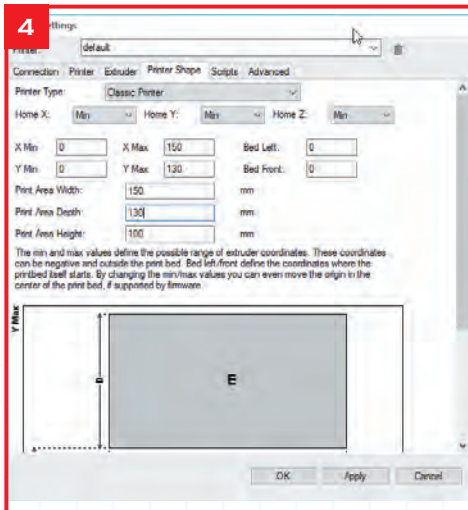 4
ettings
Printer: default
Connection Printer Extruder Printer Shape Scripts Advanced
Printer Type: Classic Printer
Home X: Min Home Y: Min Home Z: Min
X Min 0 X Max 150 Bed Left: 0
Y Min 0 Y Max 130 Bed Front: 0
Print Area Width: 150 mm
Print Area Depth: 130 mm
Print Area Height: 100 mm
The min and max values define the possible range of extruder coordinates. These coordinates
can be negative and outside the print bed. Bed left/front define the coordinates where the
printbed itself starts. By changing the min/max values you can even move the origin in the
center of the print bed, if supported by firmware.
Y Max
D
E
OK Apply Cancel